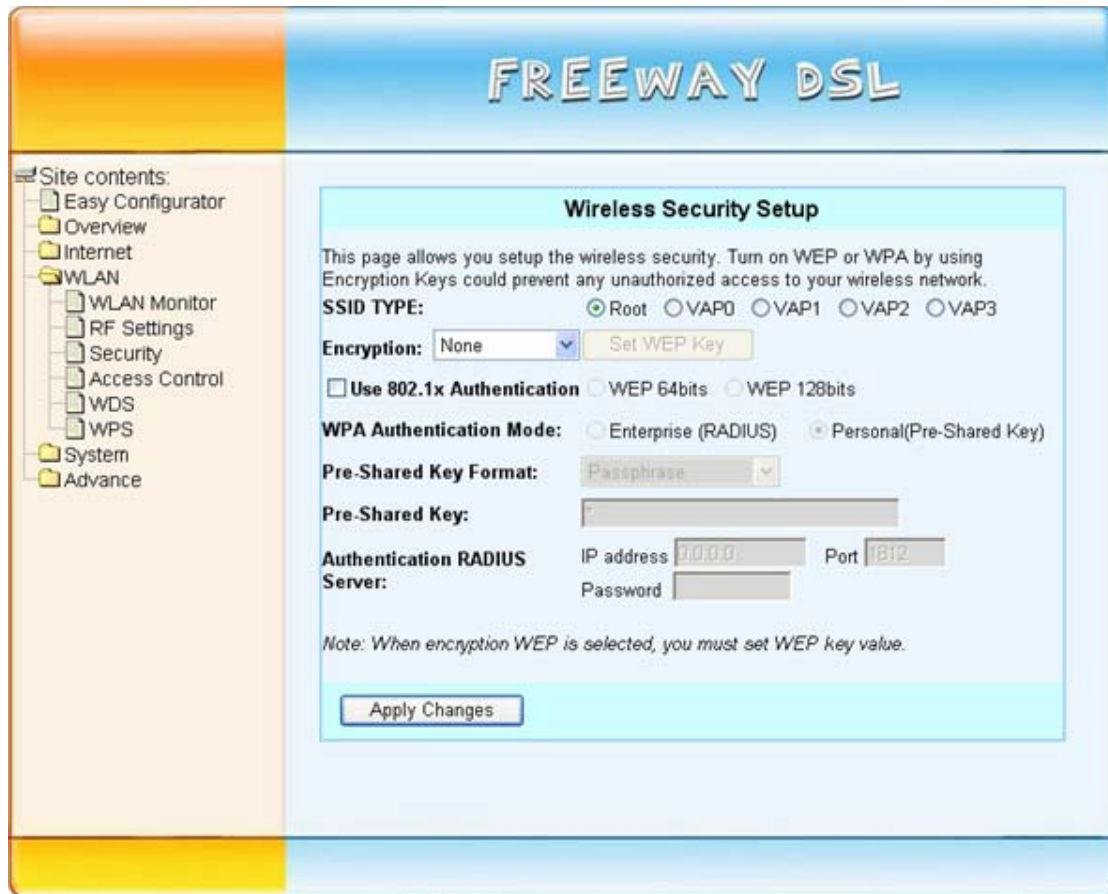 FREEWAY DSL
Site contents:
Easy Configurator
Overview
Internet
WLAN
WLAN Monitor
RF Settings
Security
Access Control
WDS
WPS
System
Advance
Wireless Security Setup
This page allows you setup the wireless security. Turn on WEP or WPA by using
Encryption Keys could prevent any unauthorized access to your wireless network.
SSID TYPE: Root VAP0 VAP1 VAP2 VAP3
Encryption: None Set WEP Key
Use 802.1x Authentication WEP 64bits WEP 128bits
WPA Authentication Mode: Enterprise (RADIUS) Personal(Pre-Shared Key)
Pre-Shared Key Format: Passphrase
Pre-Shared Key: *
Authentication RADIUS
Server:
IP address 0.0.0.0 Port 1812
Password
Note: When encryption WEP is selected, you must set WEP key value.
Apply Changes